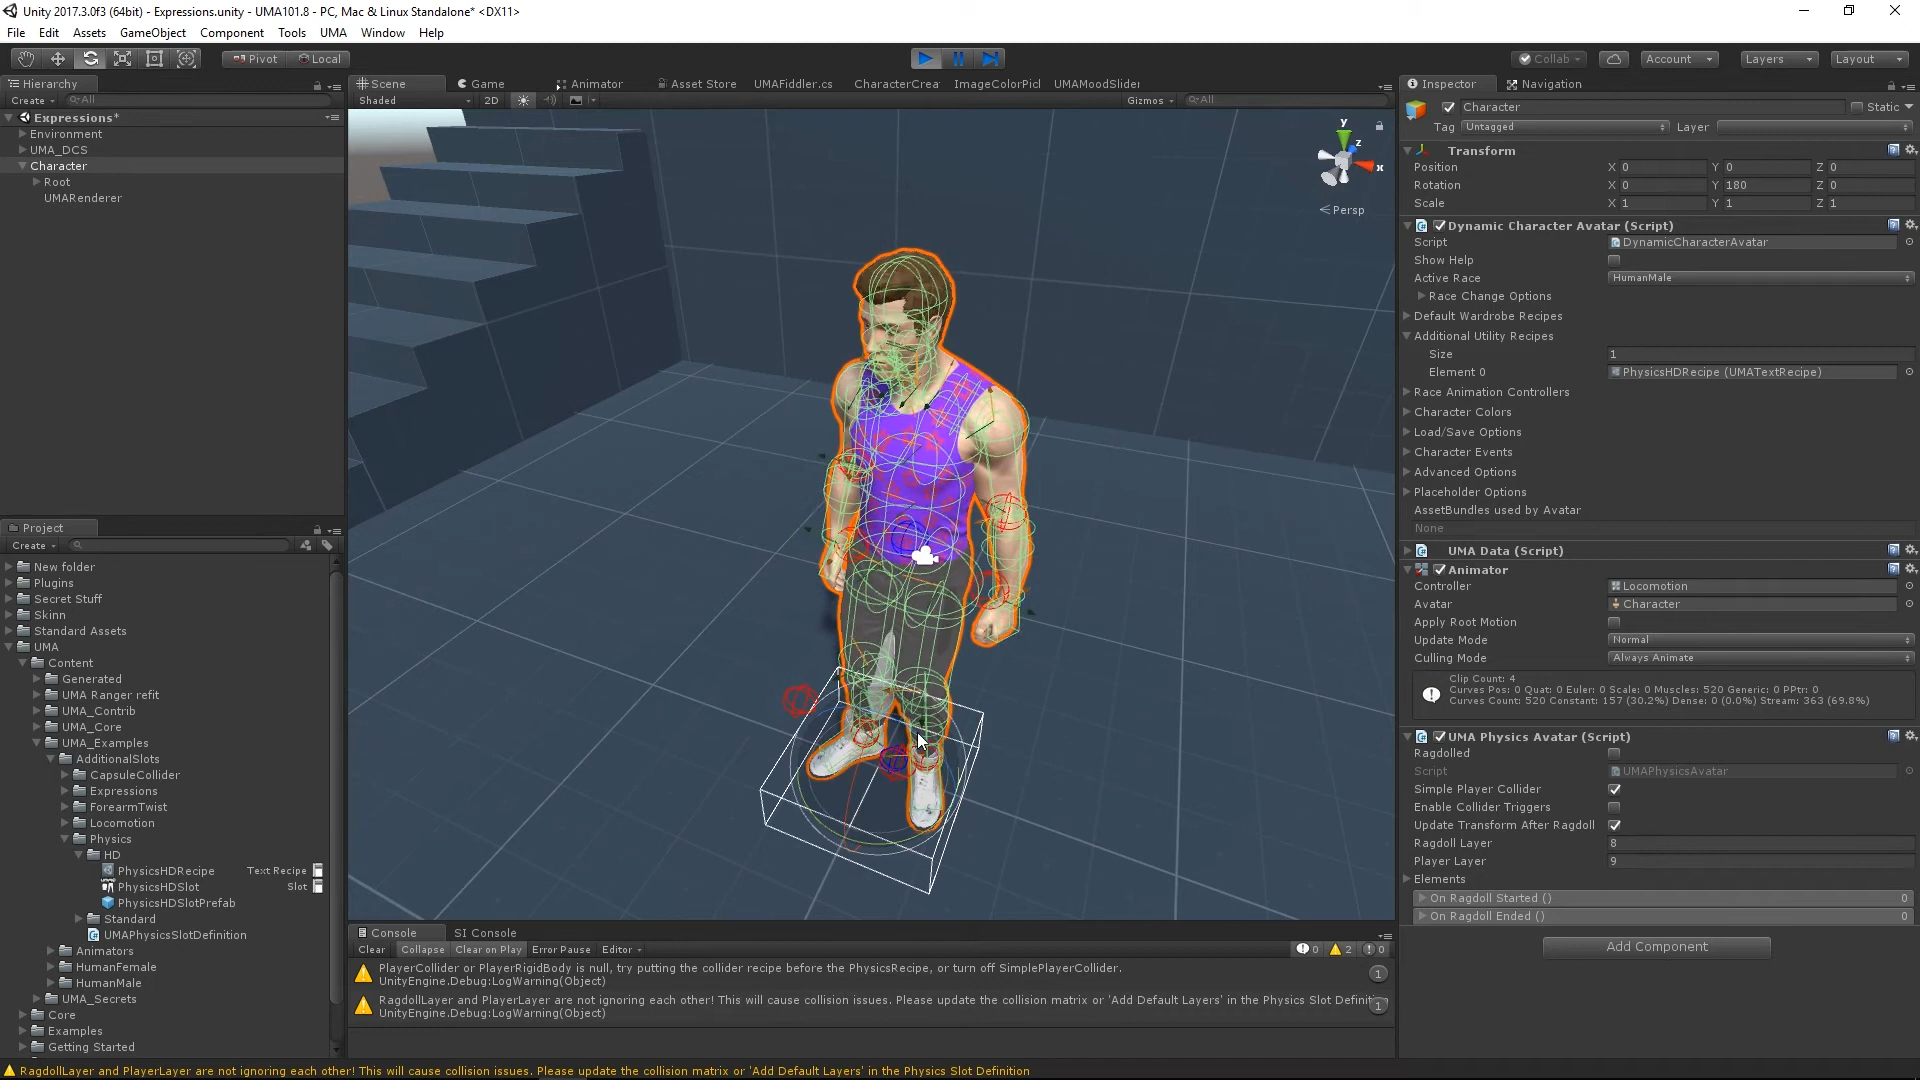 Unity 2017.3.0f3 (64bit) - Expressions.unity - UMA101.8 - PC, Mac & Linux Standalone* <DX11>
File Edit Assets GameObject Component Tools UMA Window Help
Pivot Local Collab Account Layers Layout
Hierarchy
Create All
Expressions*
Environment
UMA_DCS
Character
Root
UMARenderer
Project
Create
New folder
Plugins
Secret Stuff
Skinn
Standard Assets
UMA
Content
Generated
UMA Ranger refit
UMA_Contrib
UMA_Core
UMA_Examples
AdditionalSlots
CapsuleCollider
Expressions
ForearmTwist
Locomotion
Physics
HD
PhysicsHDRecipe Text Recipe
PhysicsHDSlot Slot
PhysicsHDSlotPrefab
Standard
UMAPhysicsSlotDefinition
Animators
HumanFemale
HumanMale
UMA_Secrets
Core
Examples
Getting Started
Scene Game Animator Asset Store UMAFiddler.cs CharacterCrea ImageColorPicl UMAMoodSlider
Shaded 2D Gizmos All
y
z
x
Persp
Console SI Console
Clear Collapse Clear on Play Error Pause Editor 0 2 0
PlayerCollider or PlayerRigidBody is null, try putting the collider recipe before the PhysicsRecipe, or turn off SimplePlayerCollider.
UnityEngine.Debug:LogWarning(Object)
1
RagdollLayer and PlayerLayer are not ignoring each other! This will cause collision issues. Please update the collision matrix or 'Add Default Layers' in the Physics Slot Definiti
UnityEngine.Debug:LogWarning(Object)
1
Inspector Navigation
Character Static
Tag Untagged Layer
Transform
Position X 0 Y 0 Z 0
Rotation X 0 Y 180 Z 0
Scale X 1 Y 1 Z 1
Dynamic Character Avatar (Script)
Script DynamicCharacterAvatar
Show Help
Active Race HumanMale
Race Change Options
Default Wardrobe Recipes
Additional Utility Recipes
Size 1
Element 0 PhysicsHDRecipe (UMATextRecipe)
Race Animation Controllers
Character Colors
Load/Save Options
Character Events
Advanced Options
Placeholder Options
AssetBundles used by Avatar
None
UMA Data (Script)
Animator
Controller Locomotion
Avatar Character
Apply Root Motion
Update Mode Normal
Culling Mode Always Animate
Clip Count: 4
Curves Pos: 0 Quat: 0 Euler: 0 Scale: 0 Muscles: 520 Generic: 0 PPtr: 0
Curves Count: 520 Constant: 157 (30.2%) Dense: 0 (0.0%) Stream: 363 (69.8%)
UMA Physics Avatar (Script)
Ragdolled
Script UMAPhysicsAvatar
Simple Player Collider
Enable Collider Triggers
Update Transform After Ragdoll
Ragdoll Layer 8
Player Layer 9
Elements
On Ragdoll Started () 0
On Ragdoll Ended () 0
Add Component
RagdollLayer and PlayerLayer are not ignoring each other! This will cause collision issues. Please update the collision matrix or 'Add Default Layers' in the Physics Slot Definition